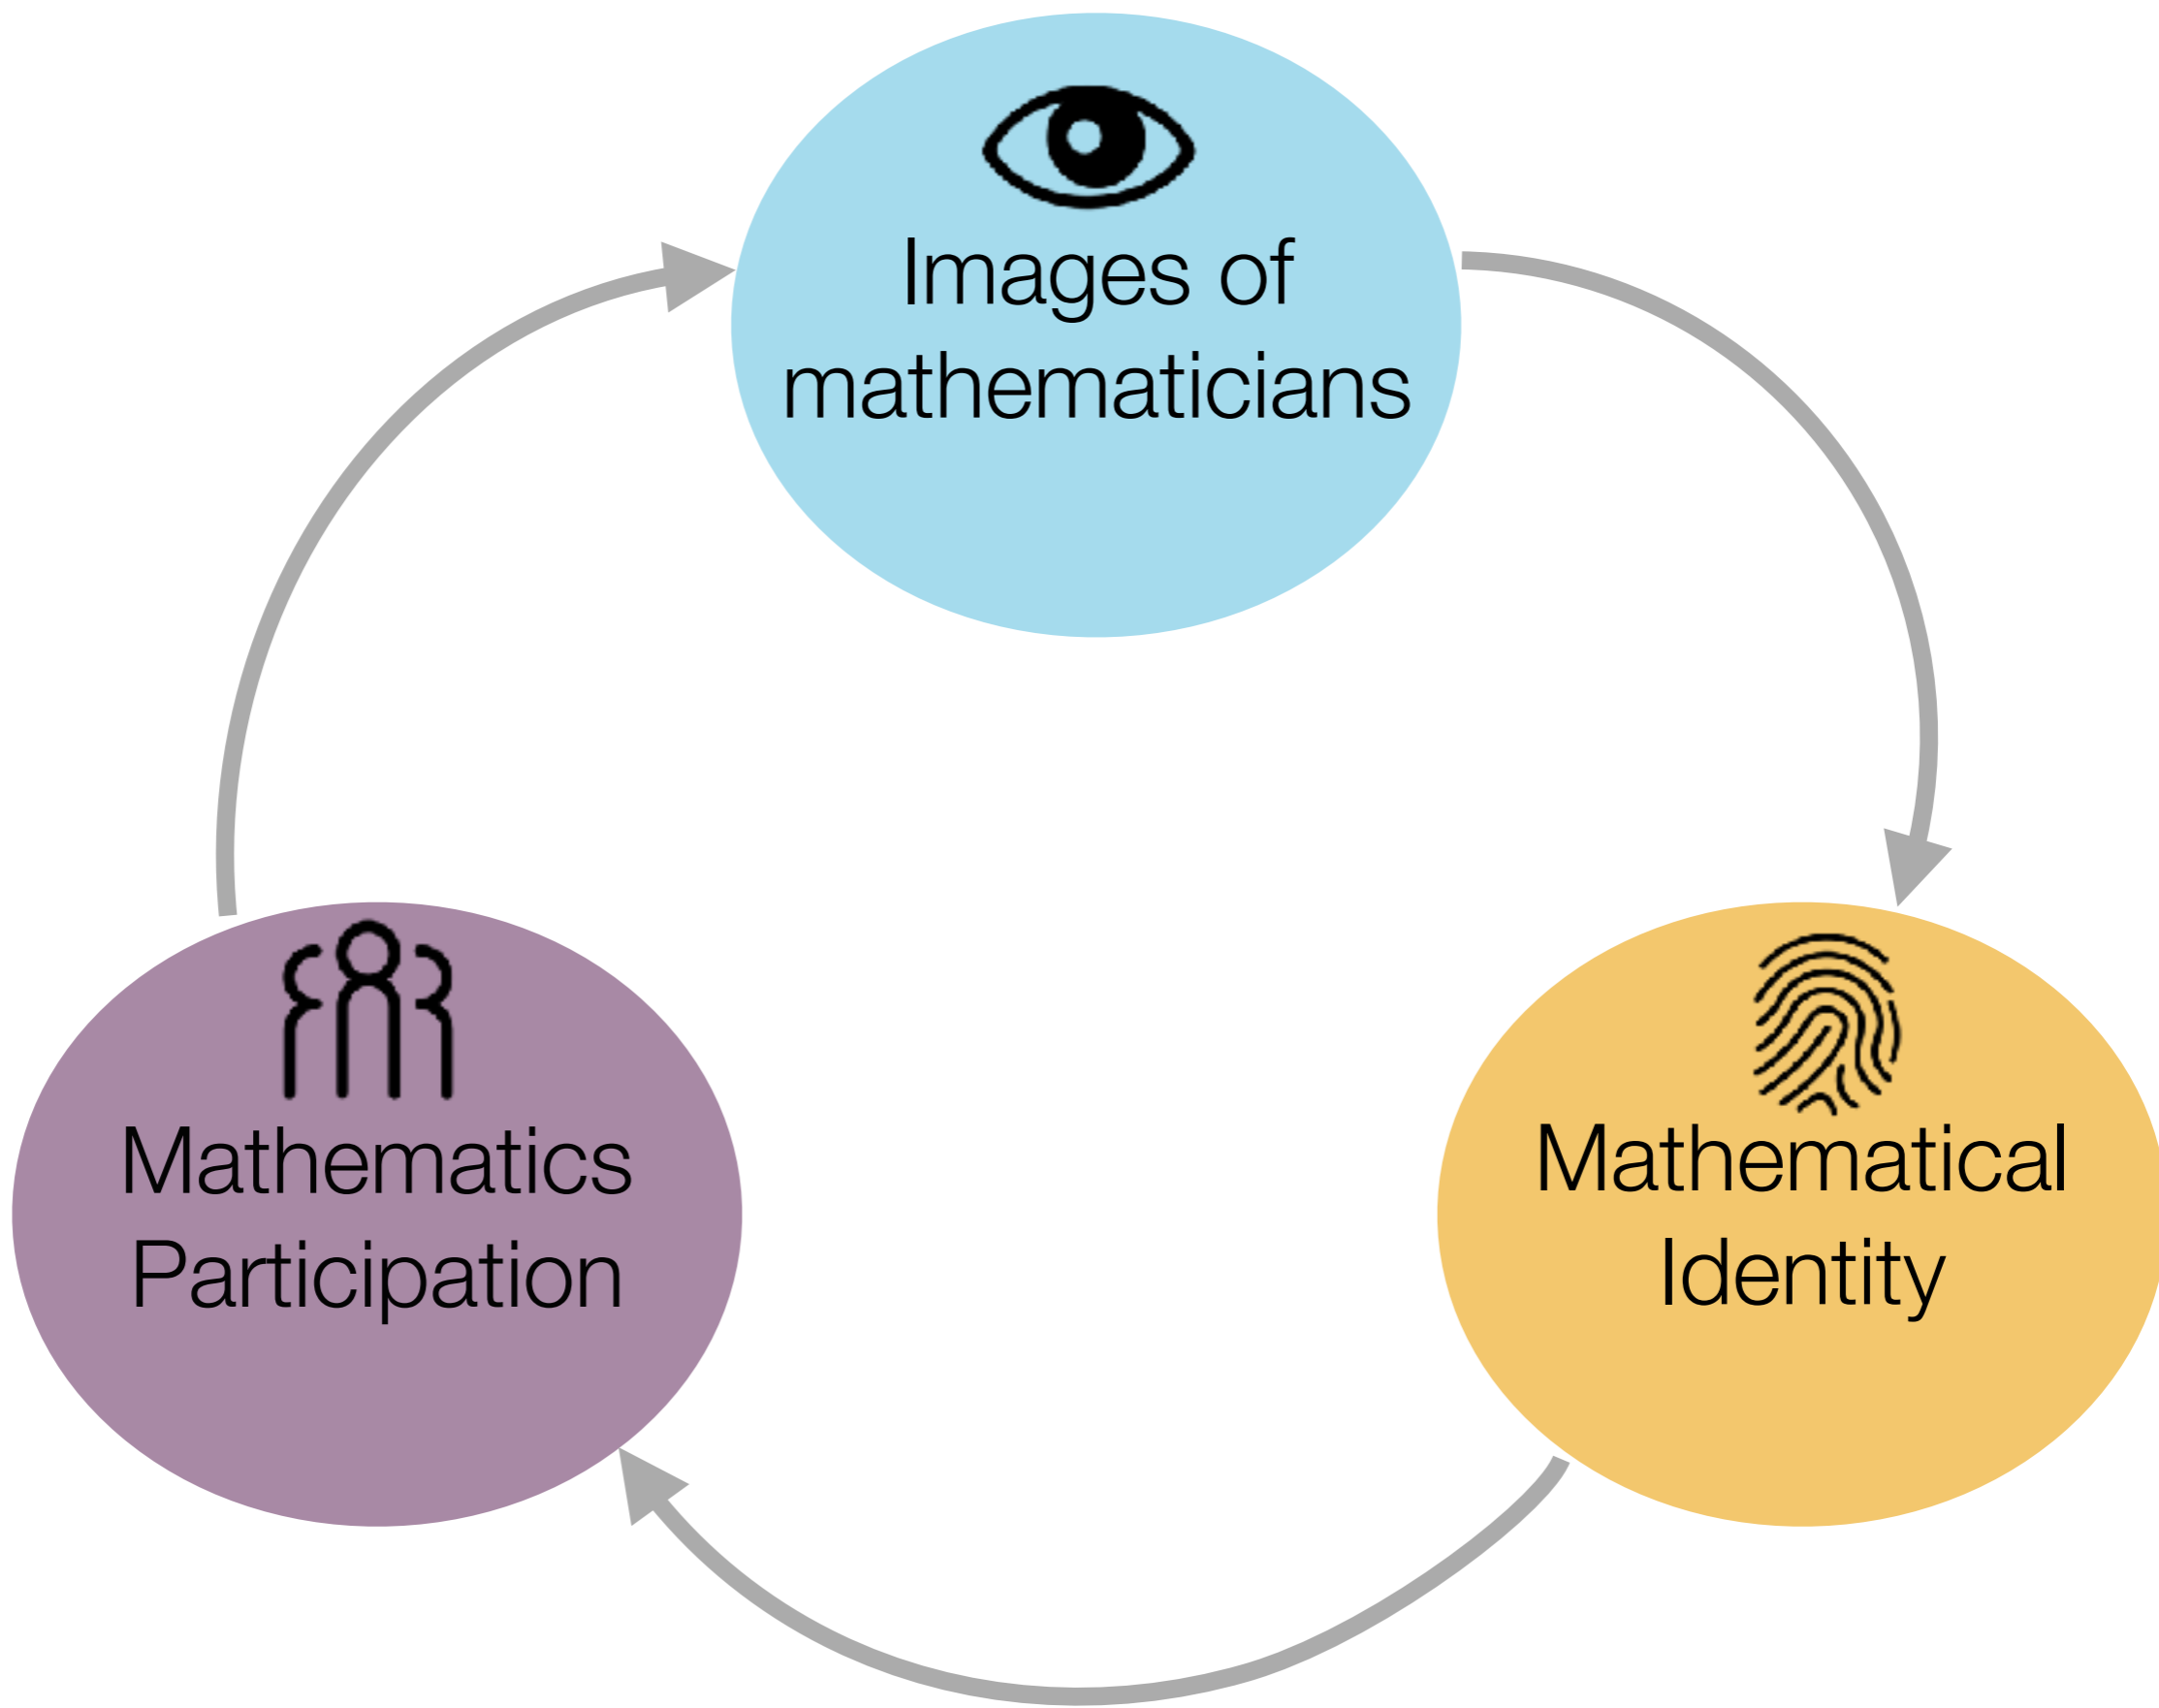 Images of
mathematicians
Mathematics
Participation
Mathematical
Identity